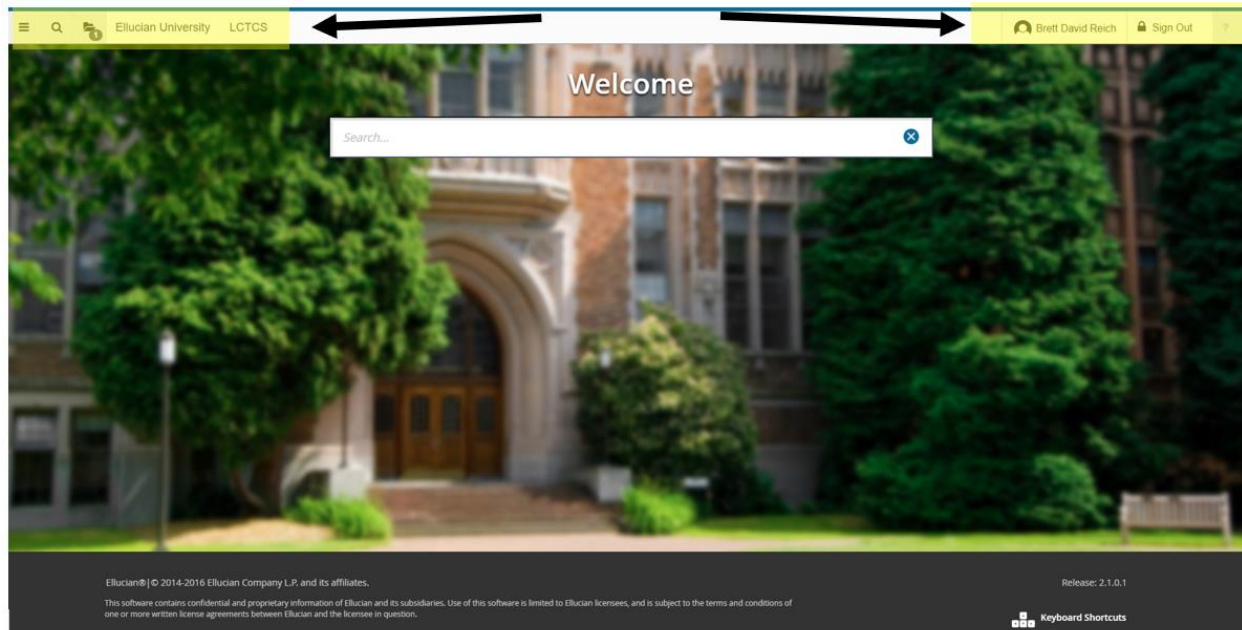 1 Ellucian University LCTCS Brett David Reich Sign Out ?
Welcome
Search...
Ellucian®|© 2014-2016 Ellucian Company L.P. and its affiliates. Release: 2.1.0.1
This software contains confidential and proprietary information of Ellucian and its subsidiaries. Use of this software is limited to Ellucian licensees, and is subject to the terms and conditions of
one or more written license agreements between Ellucian and the licensee in question.
Keyboard Shortcuts